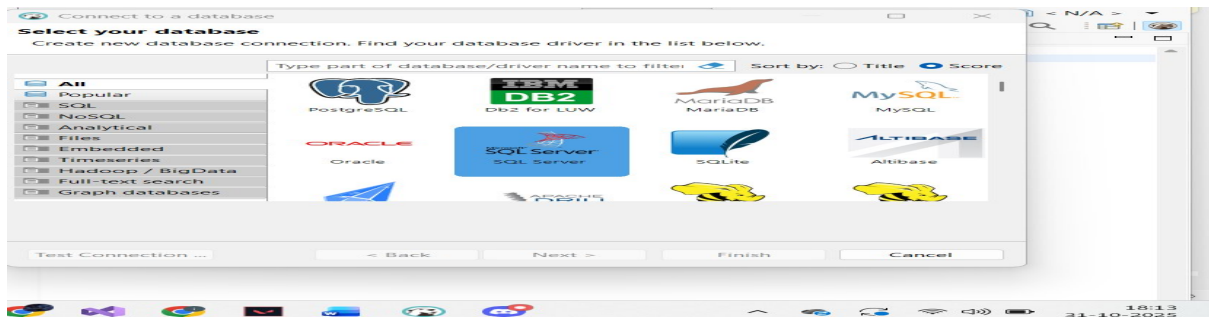 Connect to a database
< N/A >
Select your database
Create new database connection. Find your database driver in the list below.
Type part of database/driver name to filter
Sort by: Title Score
All
Popular
SQL
NoSQL
Analytical
Files
Embedded
Timeseries
Hadoop / BigData
Full-text search
Graph databases
PostgreSQL
IBM
DB2
Db2 for LUW
MariaDB
MariaDB
MySQL
MySQL
ORACLE
Oracle
Microsoft
SQL Server
SQL Server
SQLite
ALTIBASE
Altibase
APACHE
DRILL
Test Connection ...
< Back
Next >
Finish
Cancel
18:13
31-10-2025